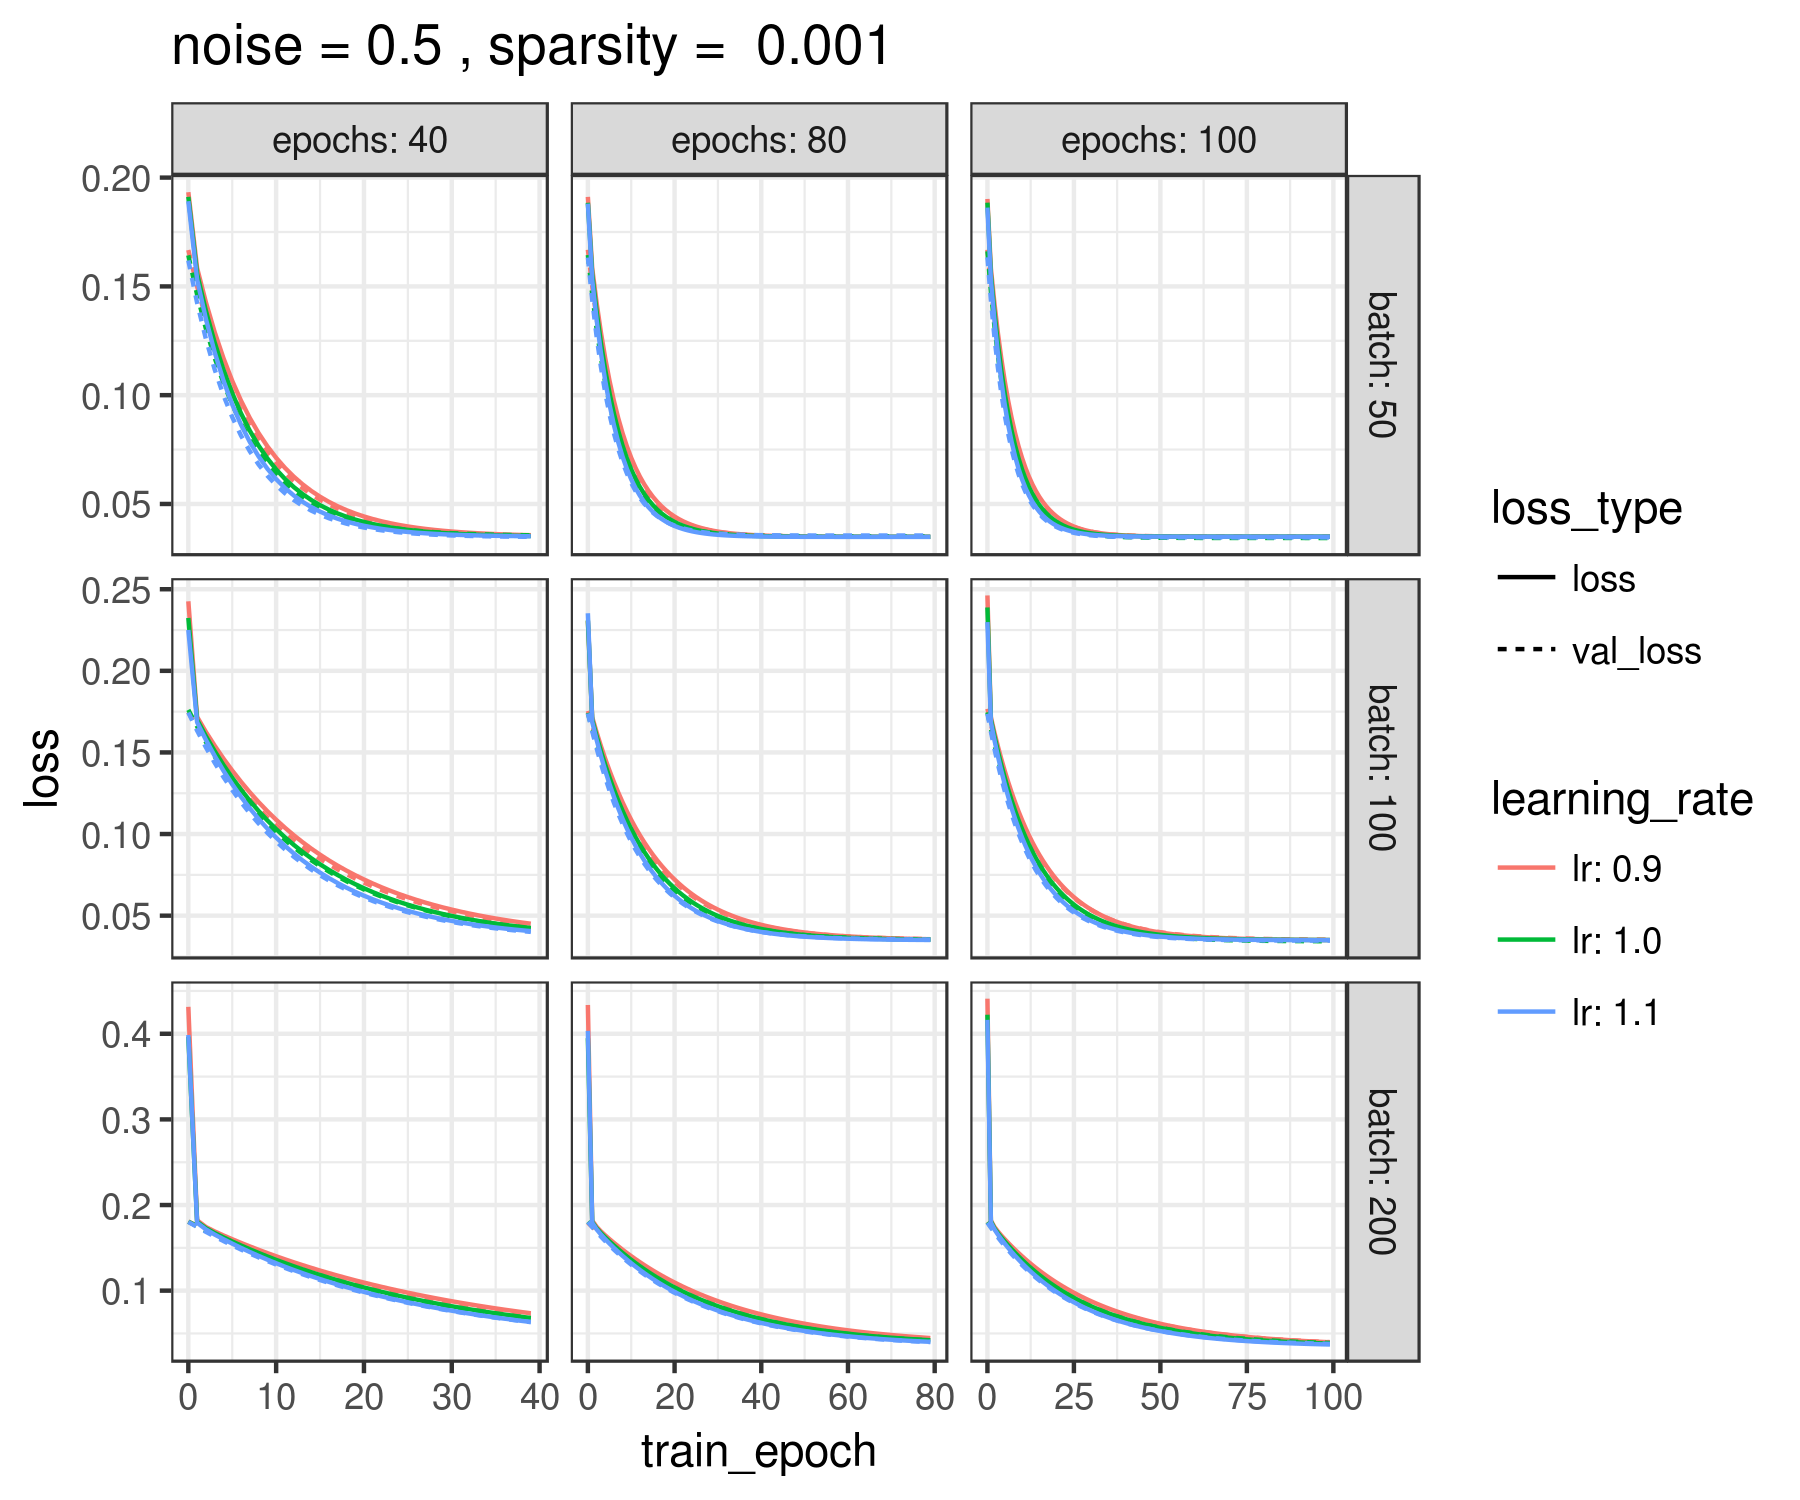 noise = 0.5 , sparsity =  0.001
epochs: 40
epochs: 80
epochs: 100
0.20
0.15
0.10
0.05
batch: 50
0.25
0.20
0.15
0.10
0.05
batch: 100
0.4
0.3
0.2
0.1
batch: 200
0 10 20 30 40
0 20 40 60 80
0 25 50 75 100
train_epoch
loss
loss_type
loss
val_loss
learning_rate
lr: 0.9
lr: 1.0
lr: 1.1